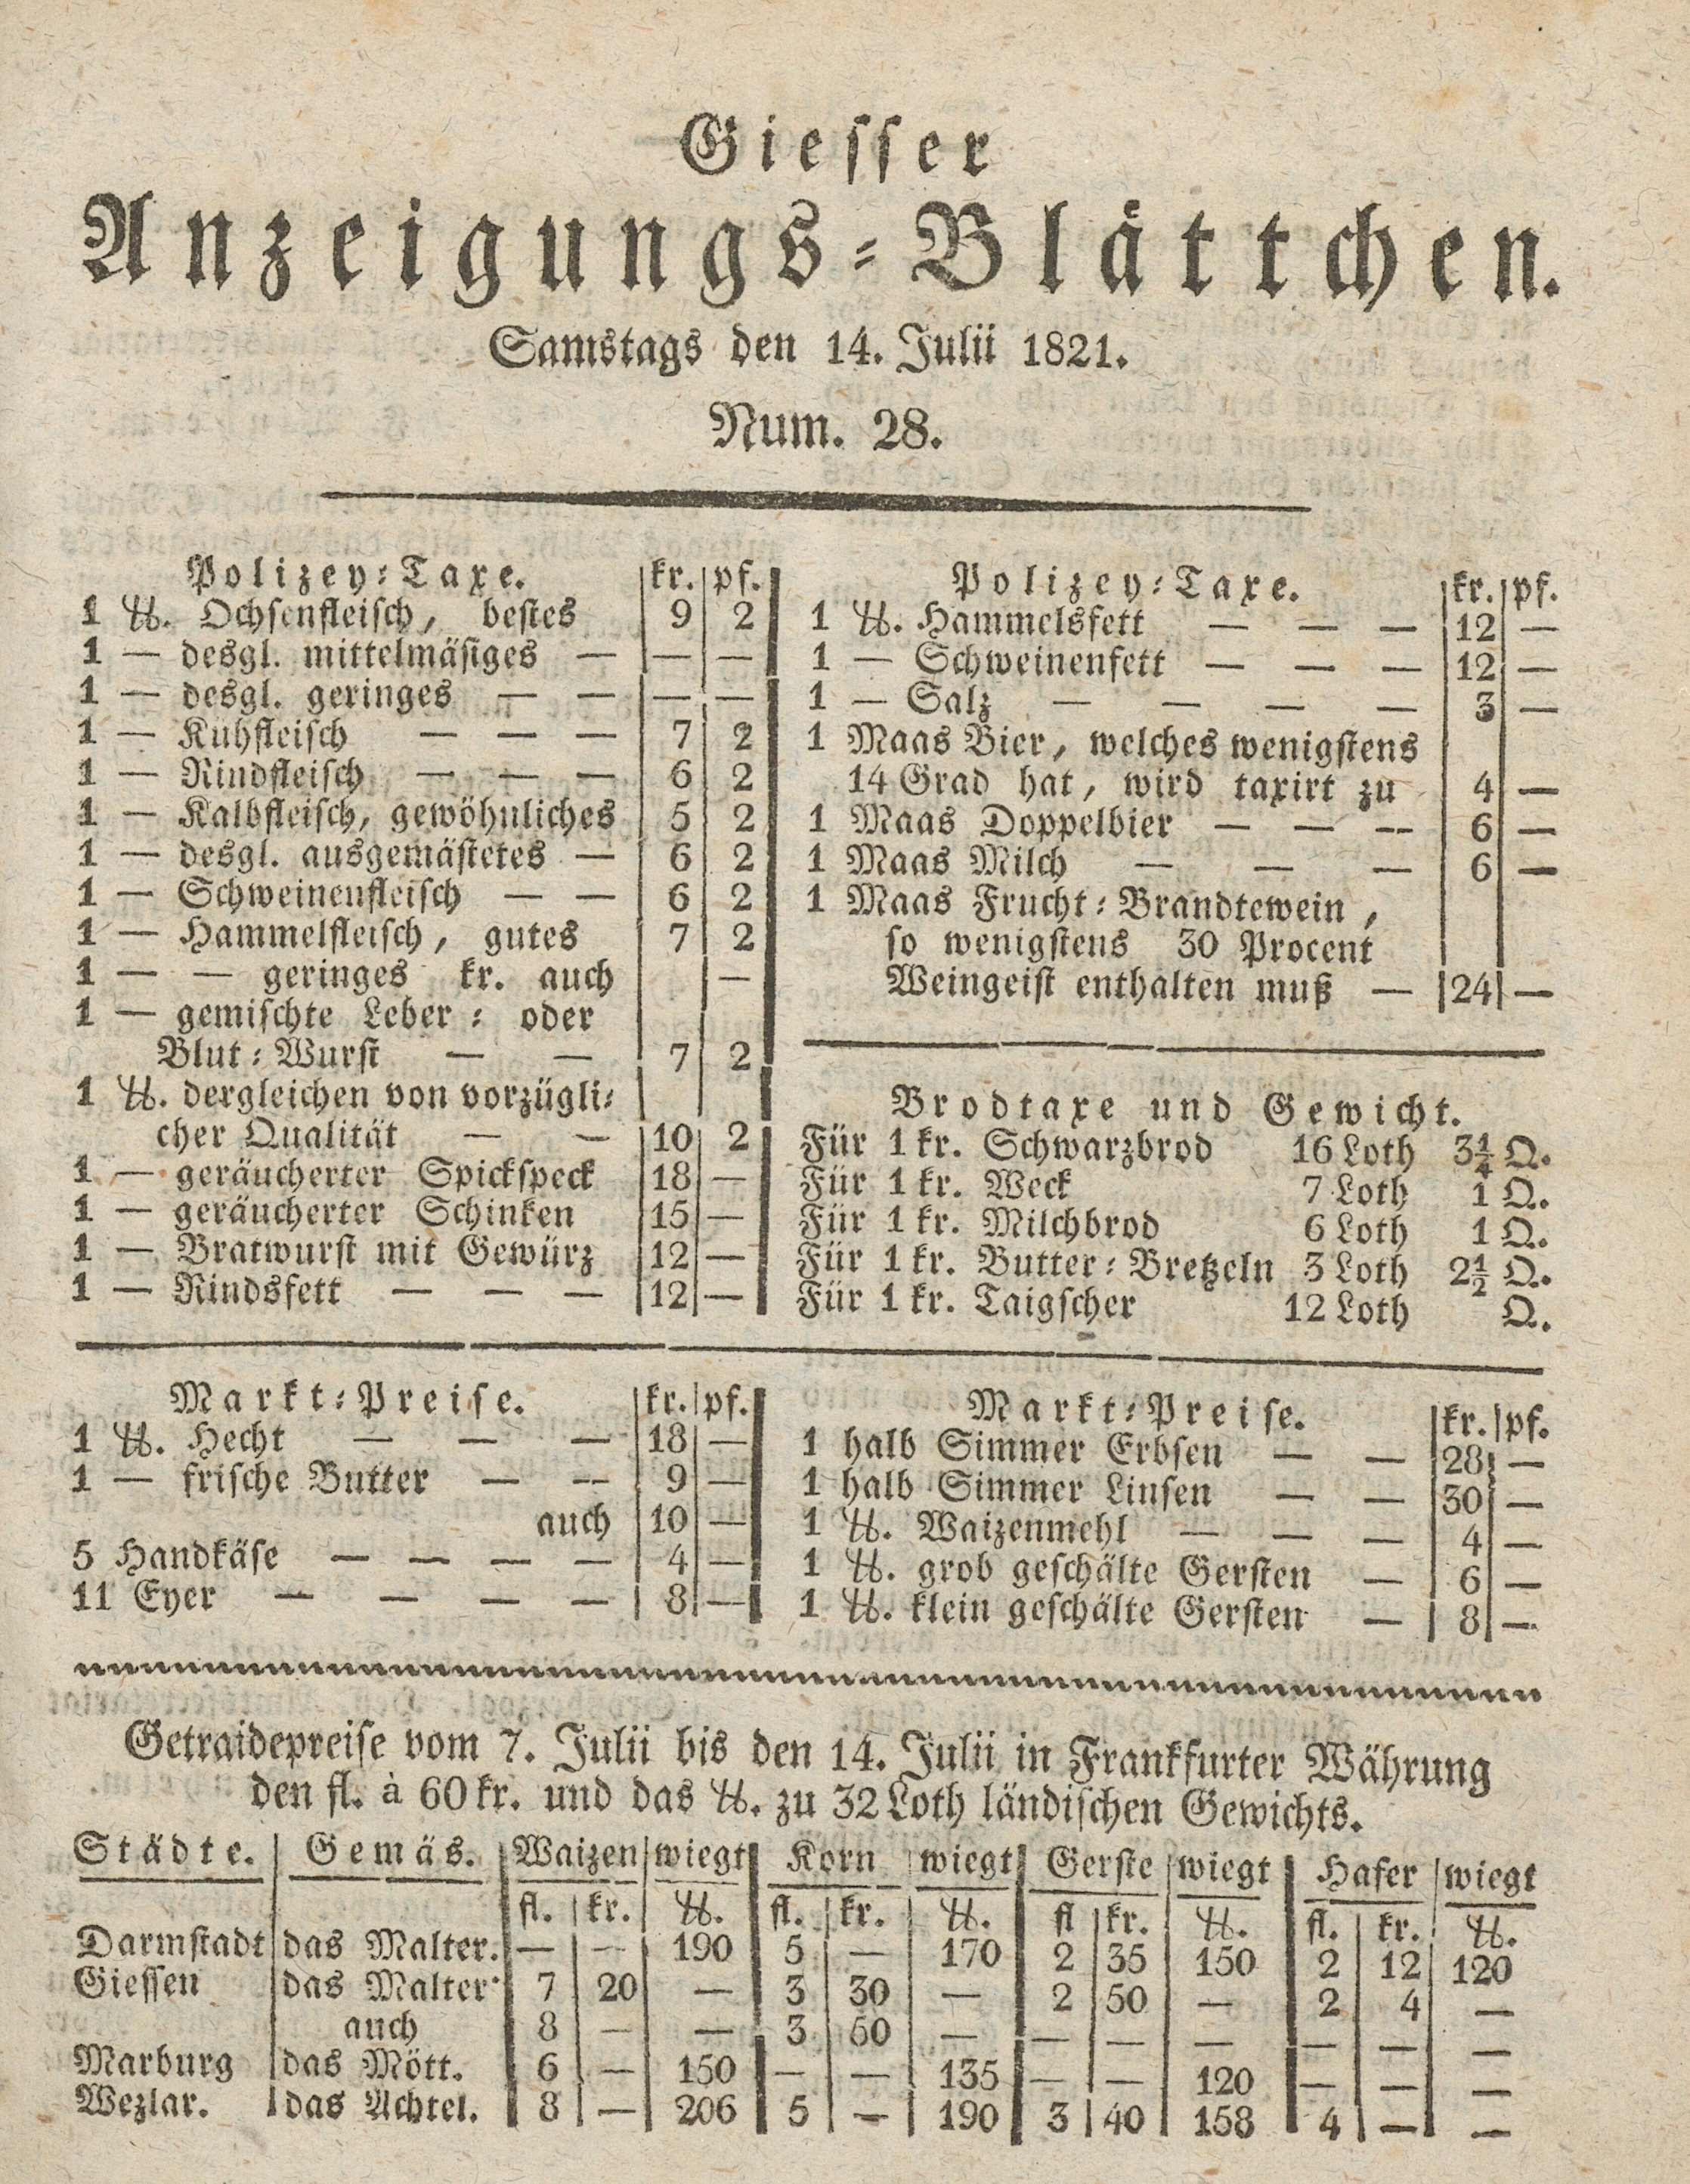 Giesser
Anzeigungs-Blättchen.
Samstags den 14. Julii 1821.
Num. 28.
Polizey-Taxe. kr. pf.
1 ℔. Ochsenfleisch, bestes 9 2
1 — desgl. mittelmäsiges — — —
1 — desgl. geringes — — — —
1 — Kuhfleisch — — — 7 2
1 — Rindfleisch — — — 6 2
1 — Kalbfleisch, gewöhnliches 5 2
1 — desgl. ausgemästetes — 6 2
1 — Schweinenfleisch — — 6 2
1 — Hammelfleisch, gutes 7 2
1 — — geringes kr. auch —
1 — gemischte Leber- oder
Blut-Wurst — — 7 2
1 ℔. dergleichen von vorzügli-
cher Qualität — — 10 2
1 — geräucherter Spickspeck 18 —
1 — geräucherter Schinken 15 —
1 — Bratwurst mit Gewürz 12 —
1 — Rindsfett — — — 12 —
Polizey-Taxe. kr. pf.
1 ℔. Hammelsfett — — — 12 —
1 — Schweinenfett — — — 12 —
1 — Salz — — — — 3 —
1 Maas Bier, welches wenigstens
14 Grad hat, wird taxirt zu 4 —
1 Maas Doppelbier — — — 6 —
1 Maas Milch — — — 6 —
1 Maas Frucht-Brandtewein,
so wenigstens 30 Procent
Weingeist enthalten muß — 24 —
Brodtaxe und Gewicht.
Für 1 kr. Schwarzbrod 16 Loth 3¼ Q.
Für 1 kr. Weck 7 Loth 1 Q.
Für 1 kr. Milchbrod 6 Loth 1 Q.
Für 1 kr. Butter-Bretzeln 3 Loth 2½ Q.
Für 1 kr. Taigscher 12 Loth Q.
Markt-Preise. kr. pf.
1 ℔. Hecht — — — 18 —
1 — frische Butter — — 9 —
auch 10 —
5 Handkäse — — — — 4 —
11 Eyer — — — — 8 —
Markt-Preise. kr. pf.
1 halb Simmer Erbsen — — 28 —
1 halb Simmer Linsen — — 30 —
1 ℔. Waizenmehl — — — 4 —
1 ℔. grob geschälte Gersten — 6 —
1 ℔. klein geschälte Gersten — 8 —
Getraidepreise vom 7. Julii bis den 14. Julii in Frankfurter Währung
den fl. à 60 kr. und das ℔. zu 32 Loth ländischen Gewichts.
Städte. Gemäs. Waizen wiegt Korn wiegt Gerste wiegt Hafer wiegt
fl. kr. ℔. fl. kr. ℔. fl kr. ℔. fl. kr. ℔.
Darmstadt das Malter. — — 190 5 — 170 2 35 150 2 12 120
Giessen das Malter 7 20 — 3 30 — 2 50 — 2 4 —
auch 8 — — 3 50 — — — — — — —
Marburg das Mött. 6 — 150 — — 135 — — 120 — — —
Wezlar. das Achtel. 8 — 206 5 — 190 3 40 158 4 — —